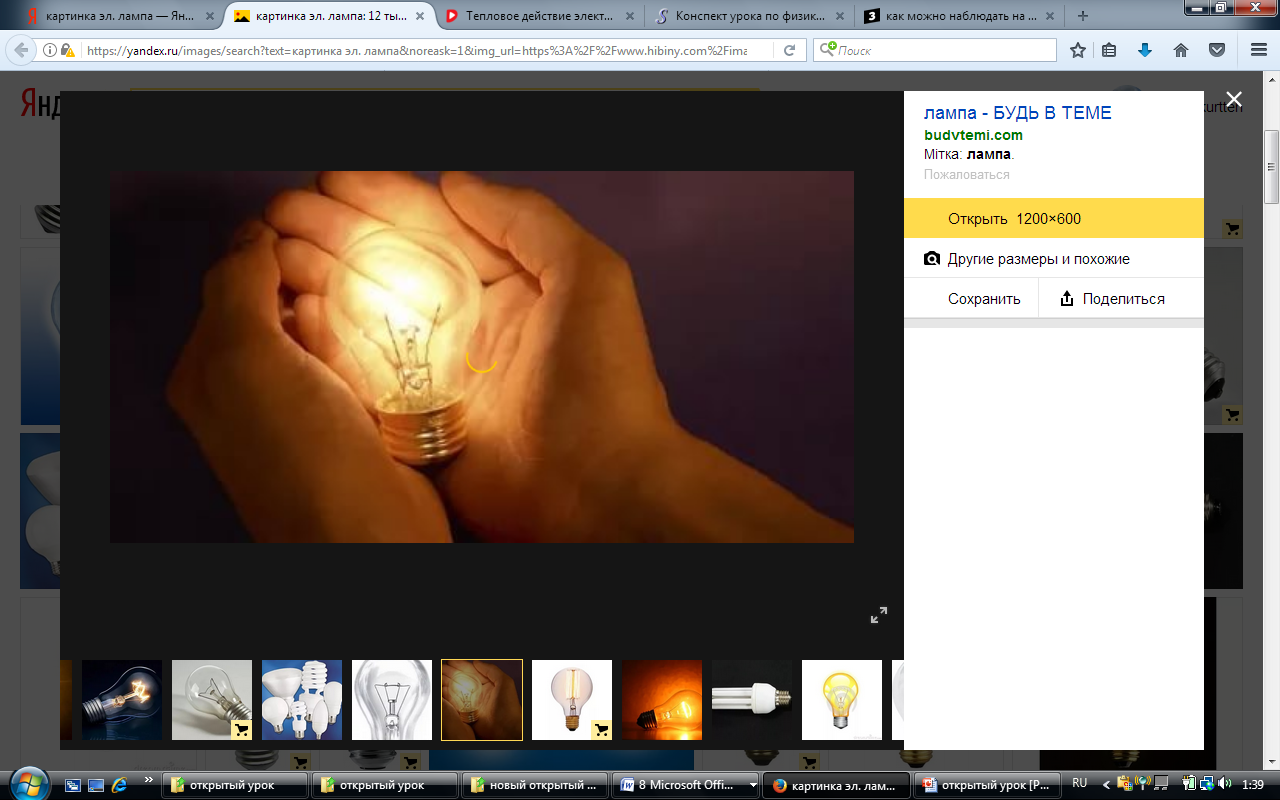 картинка эл. лампа — Ян...
картинка эл. лампа: 12 ты...
Тепловое действие элект...
Конспект урока по физик...
как можно наблюдать на ...
https://yandex.ru/images/search?text=картинка эл. лампа&noreask=1&img_url=https%3A%2F%2Fwww.hibiny.com%2Fima
Поиск
Янд
лампа - БУДЬ В ТЕМЕ
budvtemi.com
Мітка: лампа.
Пожаловаться
Открыть 1200×600
Другие размеры и похожие
Сохранить
Поделиться
открытый урок
открытый урок
новый открытый ...
8 Microsoft Offi...
картинка эл. лам...
открытый урок [P...
RU
1:39